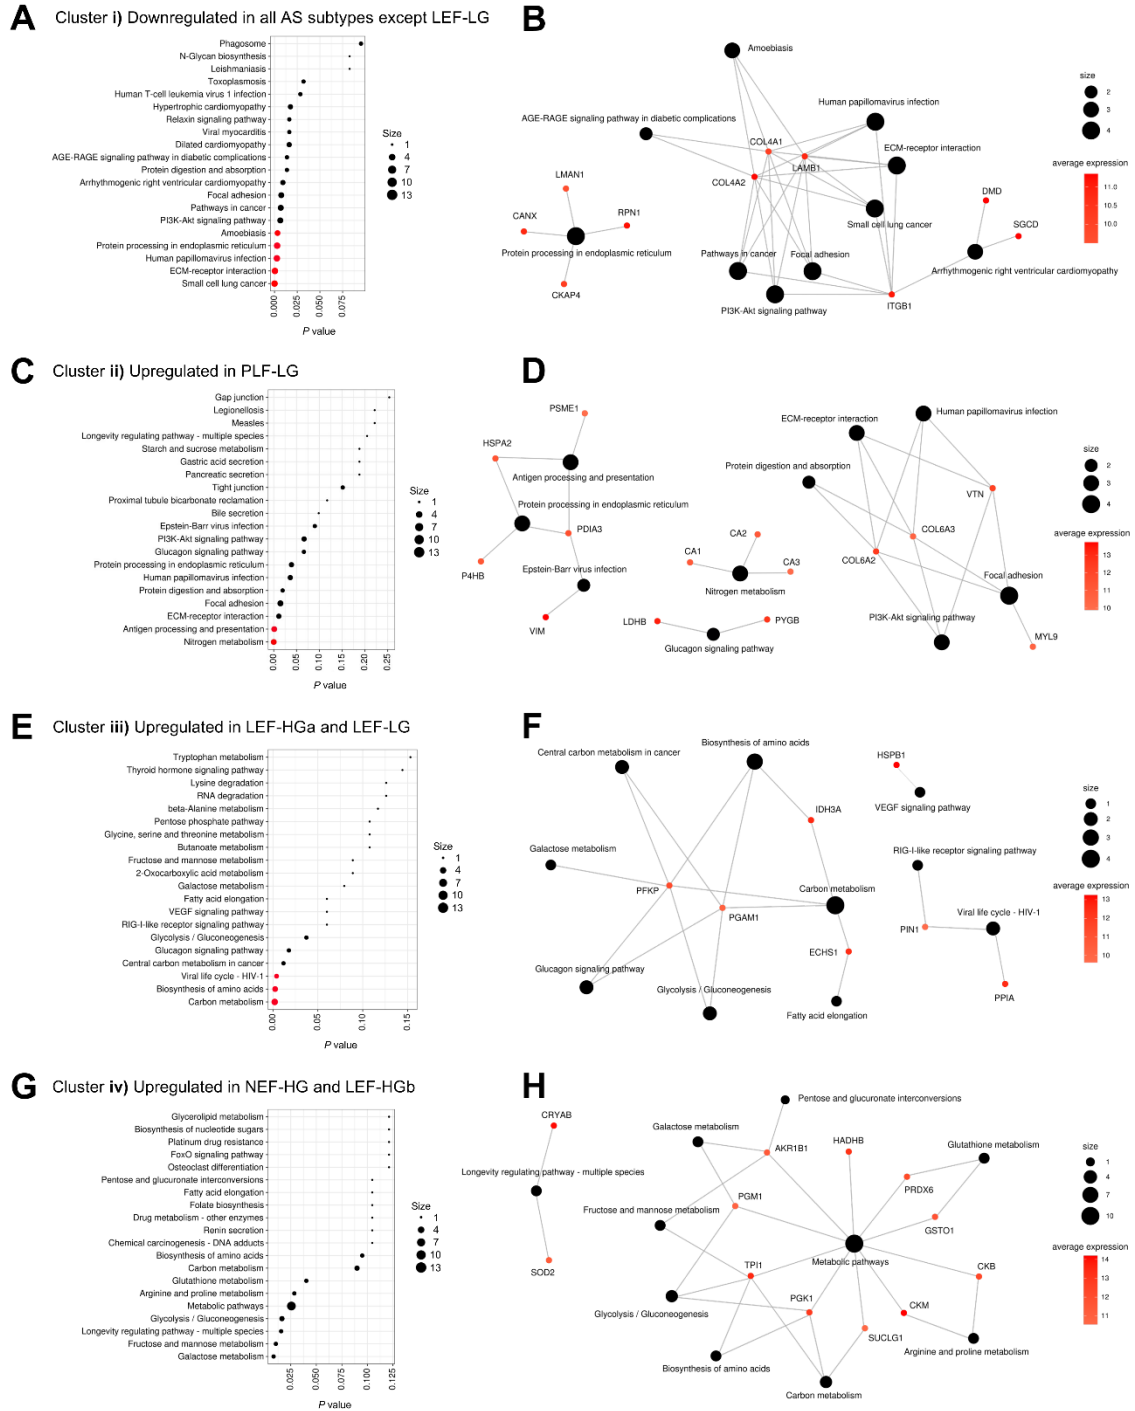 A Cluster i) Downregulated in all AS subtypes except LEF-LG
Phagosome
N-Glycan biosynthesis
Leishmaniasis
Toxoplasmosis
Human T-cell leukemia virus 1 infection
Hypertrophic cardiomyopathy
Relaxin signaling pathway
Viral myocarditis
Dilated cardiomyopathy
AGE-RAGE signaling pathway in diabetic complications
Protein digestion and absorption
Arrhythmogenic right ventricular cardiomyopathy
Focal adhesion
Pathways in cancer
PI3K-Akt signaling pathway
Amoebiasis
Protein processing in endoplasmic reticulum
Human papillomavirus infection
ECM-receptor interaction
Small cell lung cancer
0.000
0.025
0.050
0.075
P value
Size
1
4
7
10
13
B
Amoebiasis
Human papillomavirus infection
AGE-RAGE signaling pathway in diabetic complications
COL4A1
ECM-receptor interaction
LAMB1
LMAN1
COL4A2
CANX
RPN1
Small cell lung cancer
DMD
SGCD
Protein processing in endoplasmic reticulum
Pathways in cancer
Focal adhesion
Arrhythmogenic right ventricular cardiomyopathy
CKAP4
PI3K-Akt signaling pathway
ITGB1
size
2
3
4
average expression
11.0
10.5
10.0
C Cluster ii) Upregulated in PLF-LG
Gap junction
Legionellosis
Measles
Longevity regulating pathway - multiple species
Starch and sucrose metabolism
Gastric acid secretion
Pancreatic secretion
Tight junction
Proximal tubule bicarbonate reclamation
Bile secretion
Epstein-Barr virus infection
PI3K-Akt signaling pathway
Glucagon signaling pathway
Protein processing in endoplasmic reticulum
Human papillomavirus infection
Protein digestion and absorption
Focal adhesion
ECM-receptor interaction
Antigen processing and presentation
Nitrogen metabolism
0.00
0.05
0.10
0.15
0.20
0.25
P value
Size
1
4
7
10
13
D
PSME1
HSPA2
Antigen processing and presentation
Protein processing in endoplasmic reticulum
PDIA3
P4HB
Epstein-Barr virus infection
VIM
ECM-receptor interaction
Human papillomavirus infection
Protein digestion and absorption
VTN
CA2
COL6A3
CA1
CA3
COL6A2
Nitrogen metabolism
Focal adhesion
LDHB
PYGB
PI3K-Akt signaling pathway
Glucagon signaling pathway
MYL9
size
2
3
4
average expression
13
12
11
10
E Cluster iii) Upregulated in LEF-HGa and LEF-LG
Tryptophan metabolism
Thyroid hormone signaling pathway
Lysine degradation
RNA degradation
beta-Alanine metabolism
Pentose phosphate pathway
Glycine, serine and threonine metabolism
Butanoate metabolism
Fructose and mannose metabolism
2-Oxocarboxylic acid metabolism
Galactose metabolism
Fatty acid elongation
VEGF signaling pathway
RIG-I-like receptor signaling pathway
Glycolysis / Gluconeogenesis
Glucagon signaling pathway
Central carbon metabolism in cancer
Viral life cycle - HIV-1
Biosynthesis of amino acids
Carbon metabolism
0.00
0.05
0.10
0.15
P value
Size
1
4
7
10
13
F
Central carbon metabolism in cancer
Biosynthesis of amino acids
HSPB1
VEGF signaling pathway
IDH3A
Galactose metabolism
RIG-I-like receptor signaling pathway
PFKP
Carbon metabolism
PGAM1
Viral life cycle - HIV-1
PIN1
ECHS1
Glucagon signaling pathway
Glycolysis / Gluconeogenesis
Fatty acid elongation
PPIA
size
1
2
3
4
average expression
13
12
11
10
G Cluster iv) Upregulated in NEF-HG and LEF-HGb
Glycerolipid metabolism
Biosynthesis of nucleotide sugars
Platinum drug resistance
FoxO signaling pathway
Osteoclast differentiation
Pentose and glucuronate interconversions
Fatty acid elongation
Folate biosynthesis
Drug metabolism - other enzymes
Renin secretion
Chemical carcinogenesis - DNA adducts
Biosynthesis of amino acids
Carbon metabolism
Glutathione metabolism
Arginine and proline metabolism
Metabolic pathways
Glycolysis / Gluconeogenesis
Longevity regulating pathway - multiple species
Fructose and mannose metabolism
Galactose metabolism
0.025
0.050
0.075
0.100
0.125
P value
Size
1
4
7
10
13
H
CRYAB
Longevity regulating pathway - multiple species
SOD2
Pentose and glucuronate interconversions
Galactose metabolism
AKR1B1
HADHB
Glutathione metabolism
PRDX6
PGM1
Fructose and mannose metabolism
GSTO1
Metabolic pathways
TPI1
CKB
PGK1
CKM
Glycolysis / Gluconeogenesis
SUCLG1
Arginine and proline metabolism
Biosynthesis of amino acids
Carbon metabolism
size
1
4
7
10
average expression
14
13
12
11